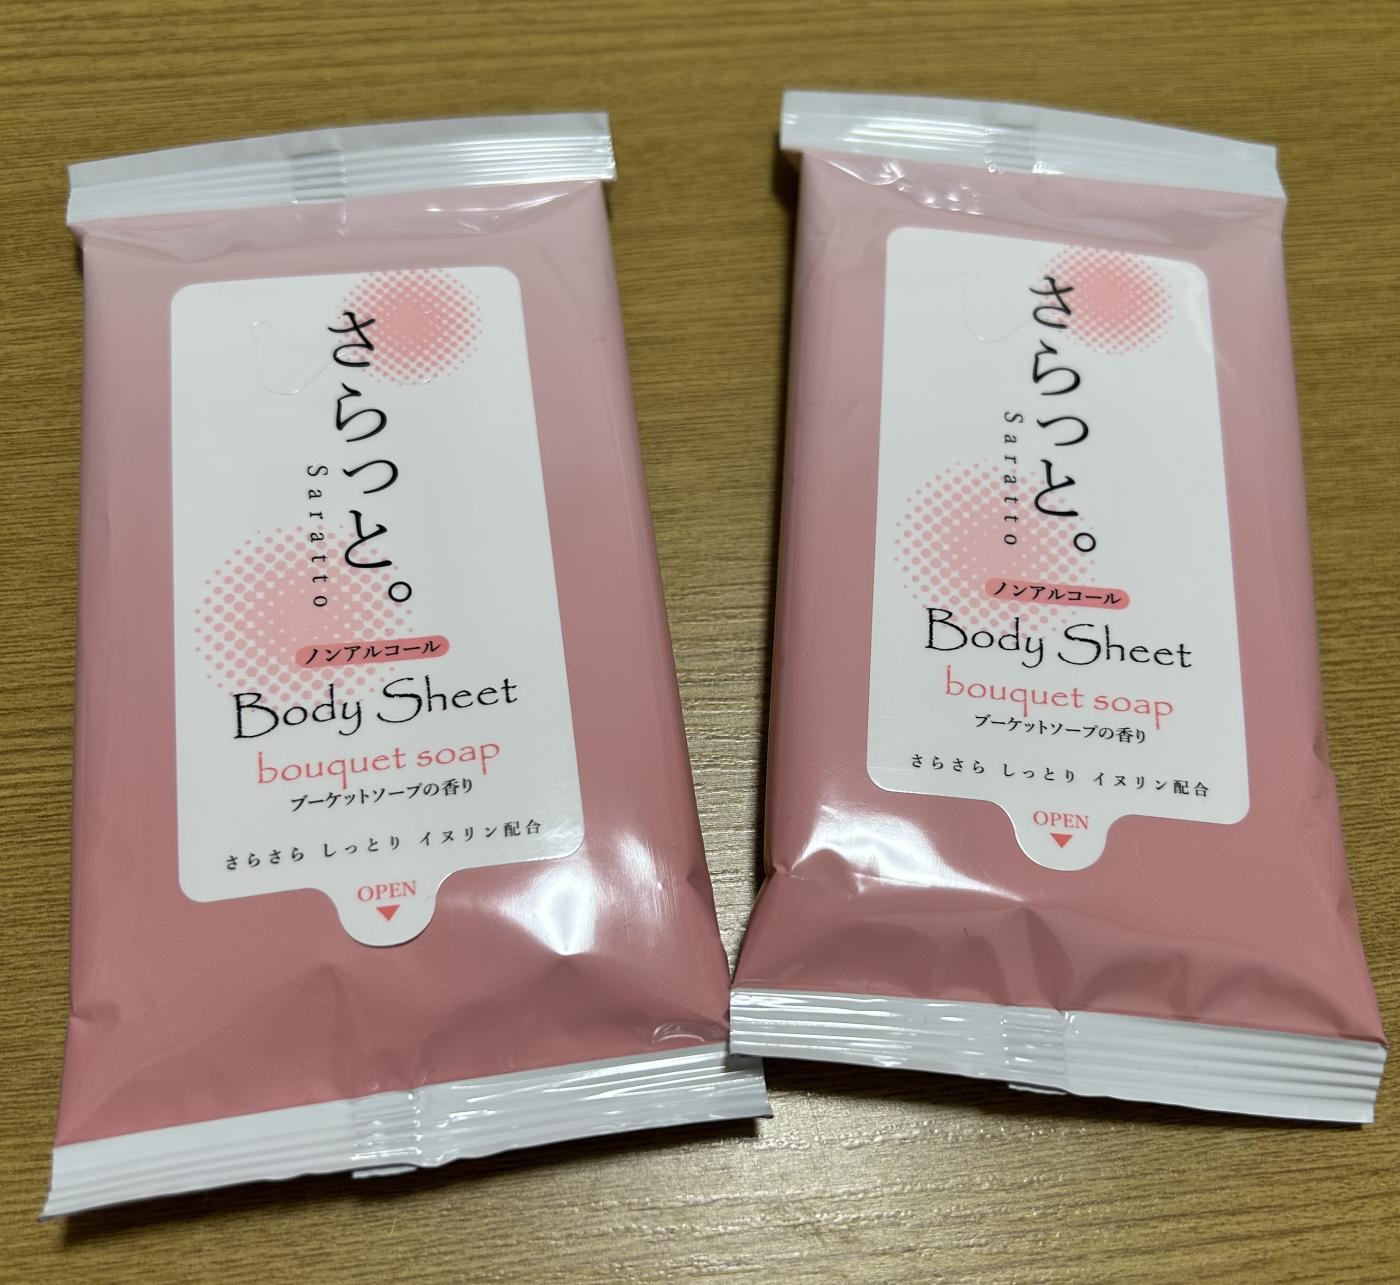 さらっと。
Saratto
ノンアルコール
Body Sheet
bouquet soap
ブーケットソープの香り
さらさら しっとり イヌリン配合
OPEN
さらっと。
Saratto
ノンアルコール
Body Sheet
bouquet soap
ブーケットソープの香り
さらさら しっとり イヌリン配合
OPEN